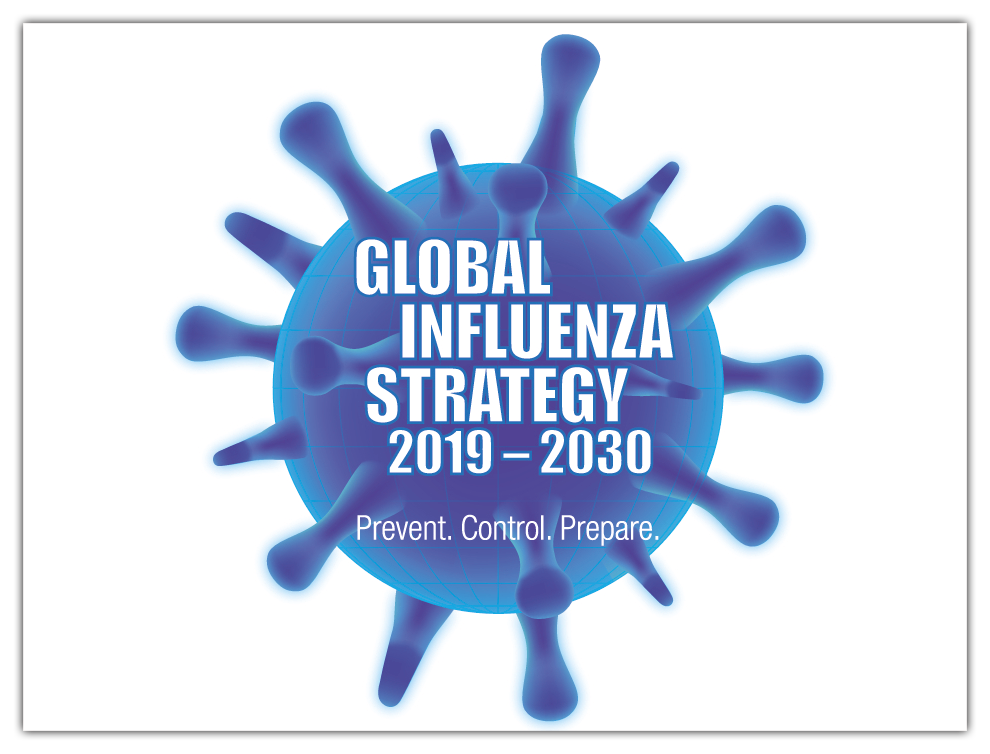 GLOBAL
INFLUENZA
STRATEGY
2019 – 2030
Prevent. Control. Prepare.